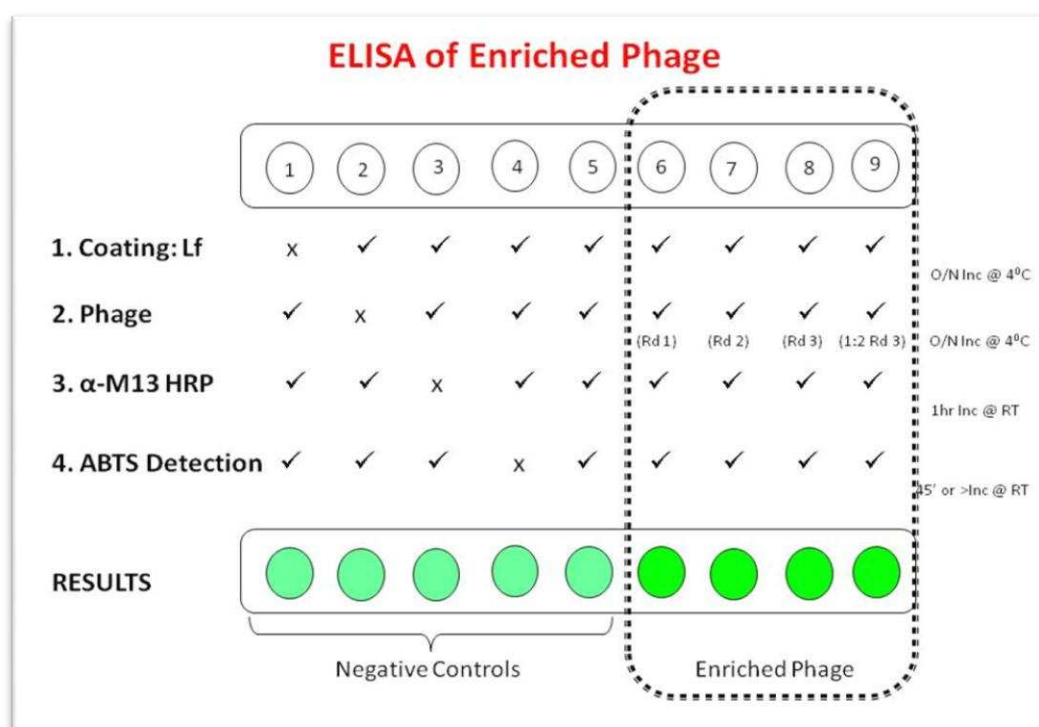 ELISA of Enriched Phage
1 2 3 4 5 6 7 8 9
1. Coating: Lf x ✓ ✓ ✓ ✓ ✓ ✓ ✓ ✓
O/N Inc @ 4⁰C
2. Phage ✓ x ✓ ✓ ✓ ✓ ✓ ✓ ✓
(Rd 1) (Rd 2) (Rd 3) (1:2 Rd 3) O/N Inc @ 4⁰C
3. α-M13 HRP ✓ ✓ x ✓ ✓ ✓ ✓ ✓ ✓
1hr Inc @ RT
4. ABTS Detection ✓ ✓ ✓ x ✓ ✓ ✓ ✓ ✓
45' or >Inc @ RT
RESULTS
Negative Controls Enriched Phage